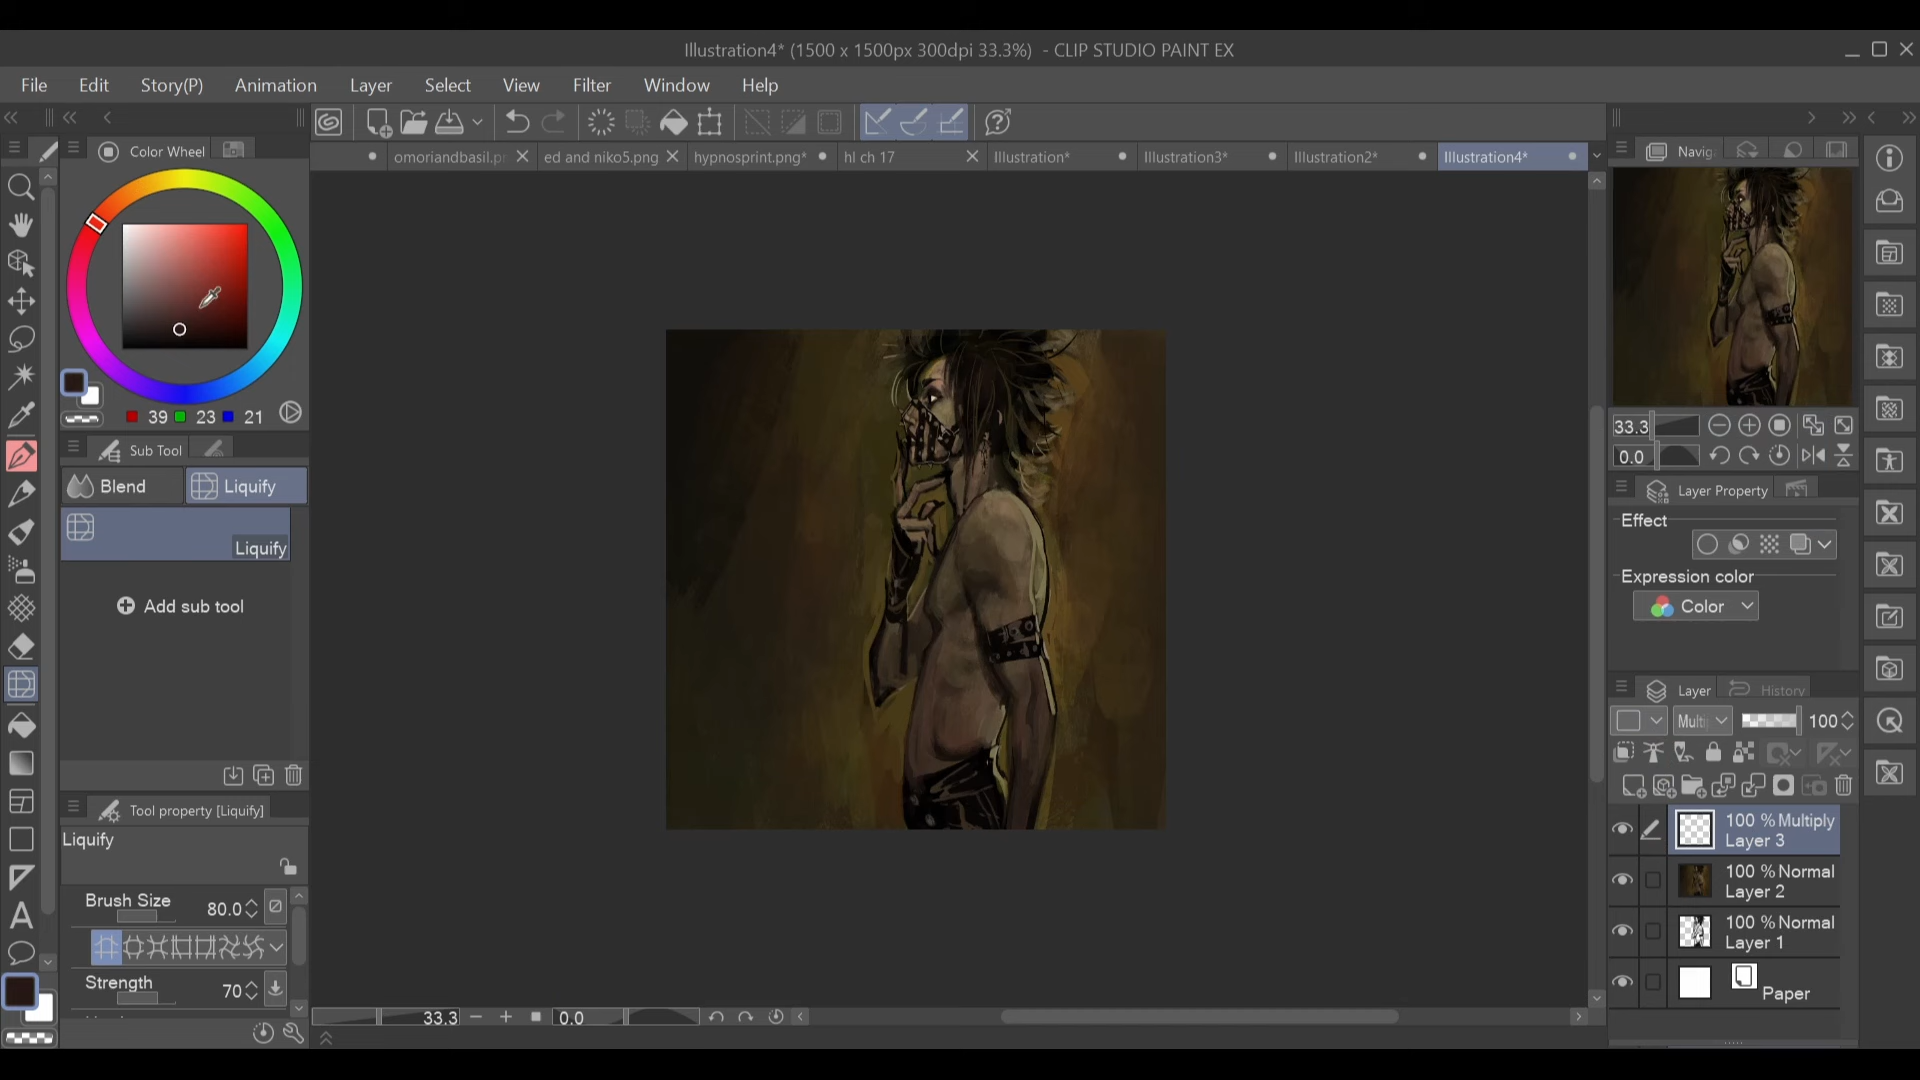 Illustration4* (1500 x 1500px 300dpi 33.3%) - CLIP STUDIO PAINT EX
File Edit Story(P) Animation Layer Select View Filter Window Help
Color Wheel
omoriandbasil.p ed and niko5.png hypnosprint.png* hl ch 17 Illustration* Illustration3* Illustration2* Illustration4*
Navig
39 23 21
33.3
0.0
Sub Tool
Blend Liquify
Liquify
Add sub tool
Layer Property
Effect
Expression color
Color
Layer History
Multi 100
Tool property [Liquify]
Liquify
Brush Size 80.0
Strength 70
100 % Multiply
Layer 3
100 % Normal
Layer 2
100 % Normal
Layer 1
Paper
33.3 0.0
A